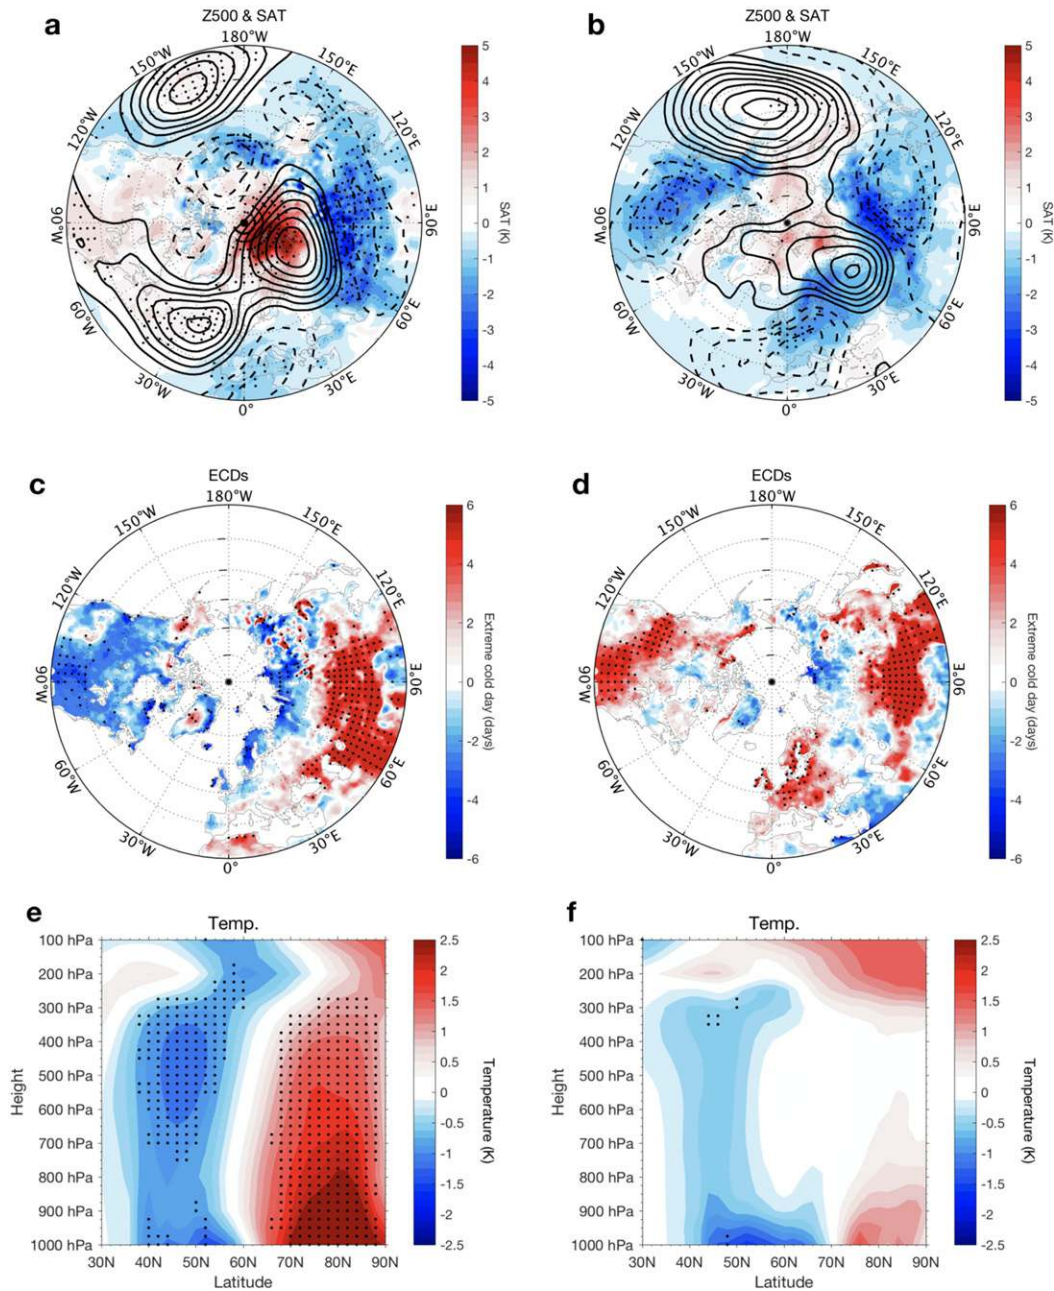 a
Z500 & SAT
180°W
150°W
150°E
120°W
120°E
90°W
90°E
60°W
60°E
30°W
30°E
0°
5
4
3
2
1
0
-1
-2
-3
-4
-5
SAT (K)
b
Z500 & SAT
180°W
150°W
150°E
120°W
120°E
90°W
90°E
60°W
60°E
30°W
30°E
0°
5
4
3
2
1
0
-1
-2
-3
-4
-5
SAT (K)
c
ECDs
180°W
150°W
150°E
120°W
120°E
90°W
90°E
60°W
60°E
30°W
30°E
0°
6
4
2
0
-2
-4
-6
Extreme cold day (days)
d
ECDs
180°W
150°W
150°E
120°W
120°E
90°W
90°E
60°W
60°E
30°W
30°E
0°
6
4
2
0
-2
-4
-6
Extreme cold day (days)
e
Temp.
100 hPa
200 hPa
300 hPa
400 hPa
500 hPa
600 hPa
700 hPa
800 hPa
900 hPa
1000 hPa
Height
30N 40N 50N 60N 70N 80N 90N
Latitude
2.5
2
1.5
1
0.5
0
-0.5
-1
-1.5
-2
-2.5
Temperature (K)
f
Temp.
100 hPa
200 hPa
300 hPa
400 hPa
500 hPa
600 hPa
700 hPa
800 hPa
900 hPa
1000 hPa
Height
30N 40N 50N 60N 70N 80N 90N
Latitude
2.5
2
1.5
1
0.5
0
-0.5
-1
-1.5
-2
-2.5
Temperature (K)